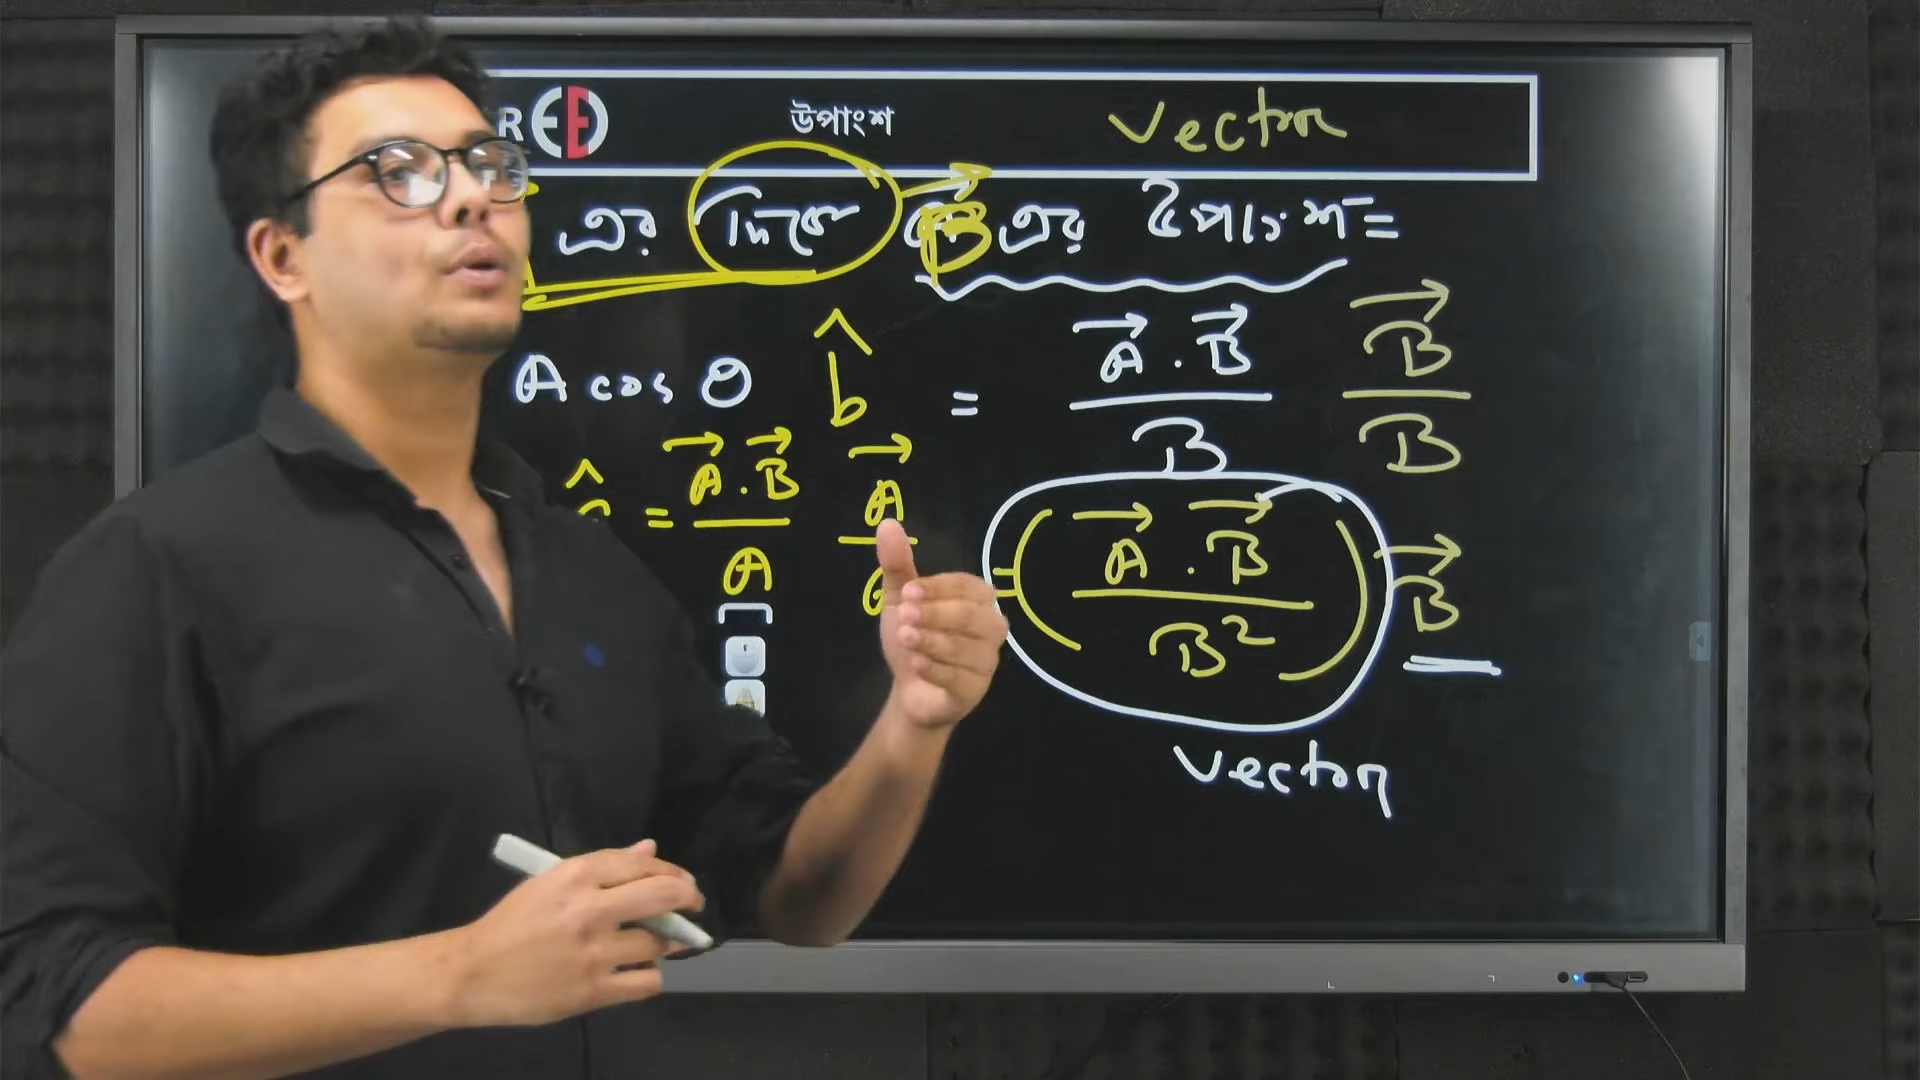 R E E উপাংশ Vector
এর দিকে B⃗ এর উপাংশ =
A cos θ b̂ = A⃗ . B⃗ / B B⃗ / B
= A⃗ . B⃗ / A A⃗
= ( A⃗ . B⃗ / B² ) B⃗
Vector